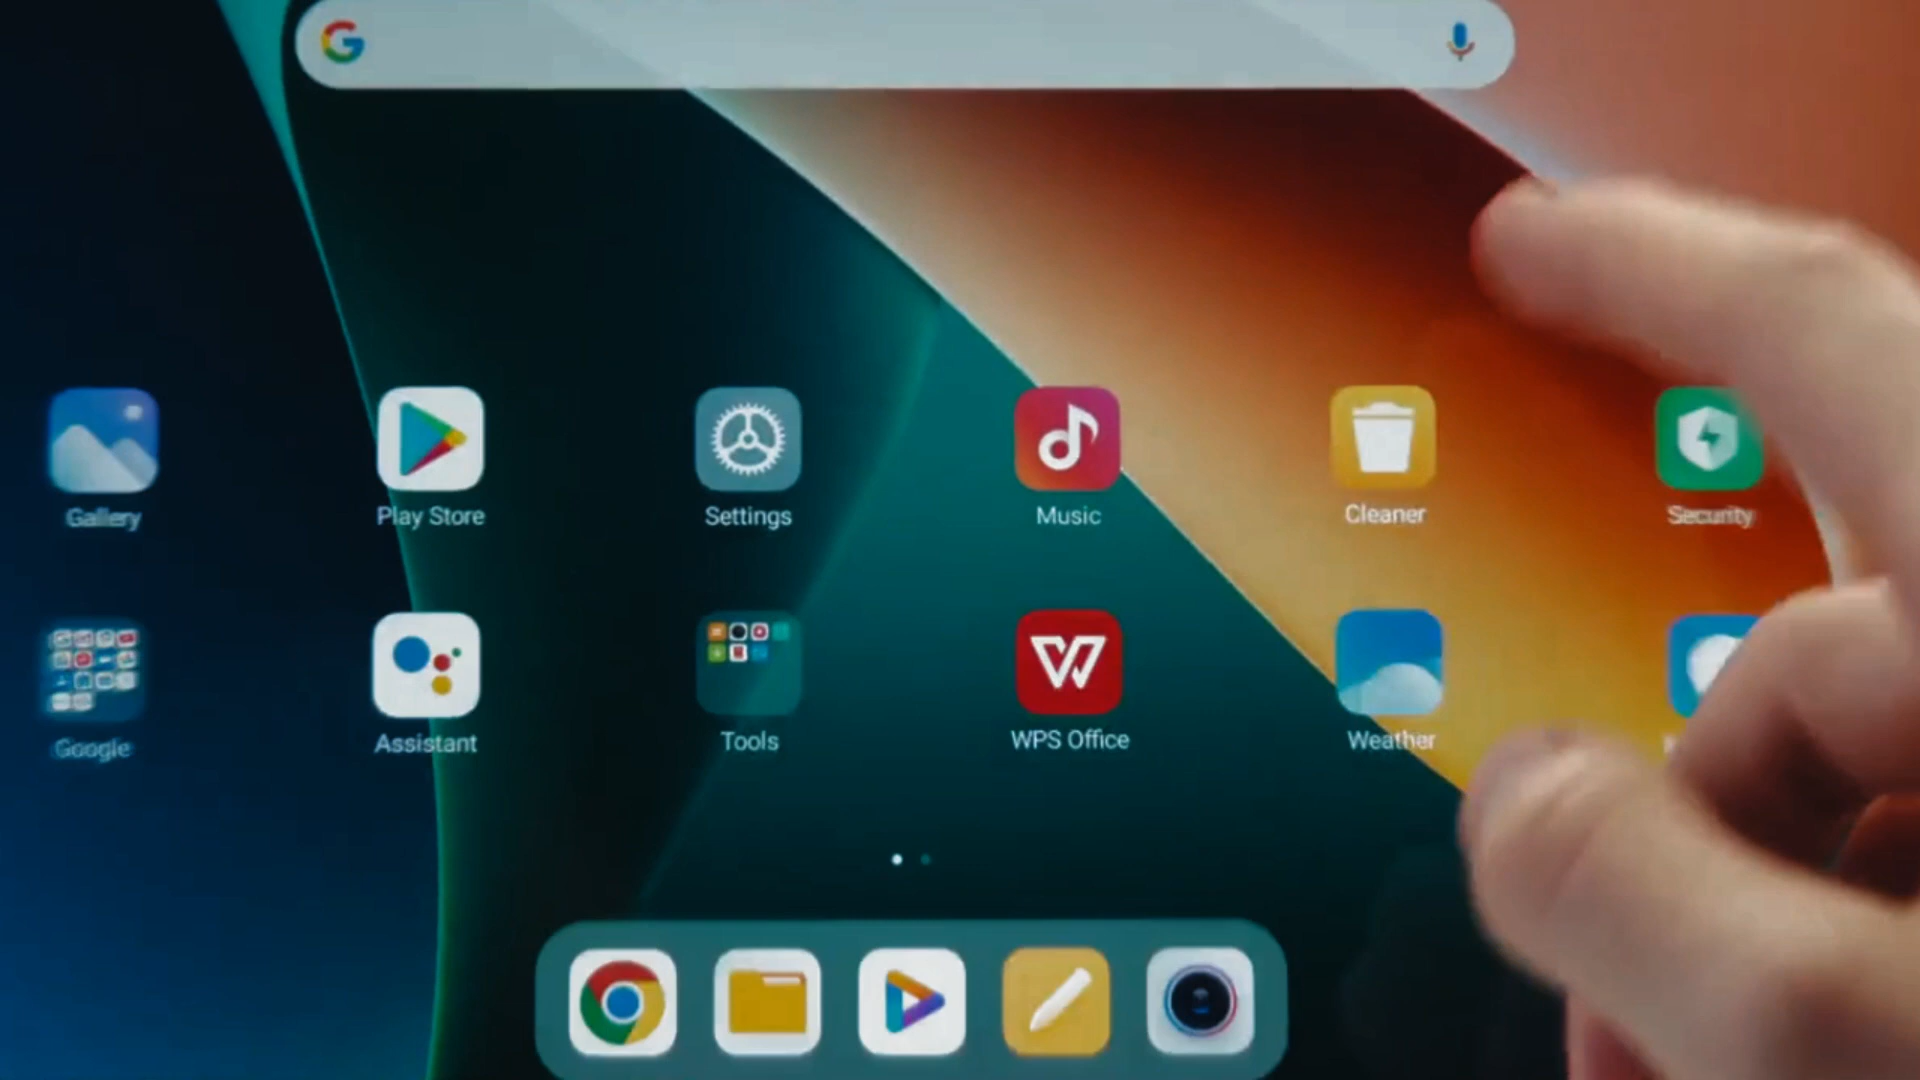 Gallery
Play Store
Settings
Music
Cleaner
Security
Google
Assistant
Tools
WPS Office
Weather